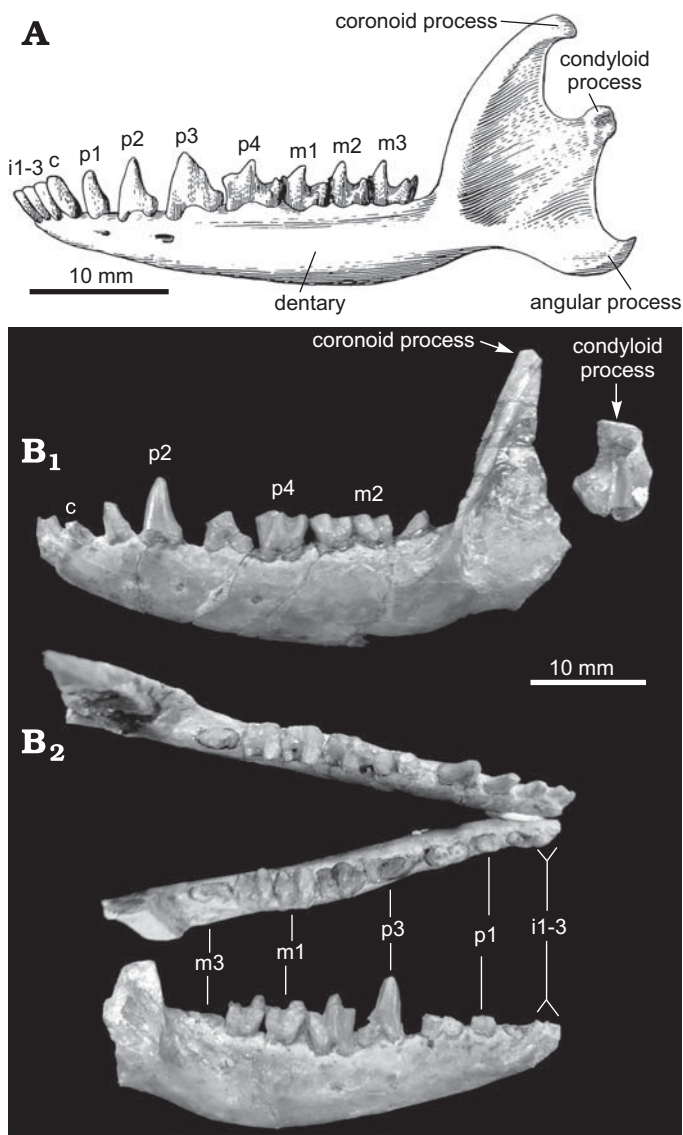 A
coronoid process
condyloid
process
i1-3 c p1 p2 p3 p4 m1 m2 m3
10 mm
dentary
angular process
coronoid process
condyloid
process
B1
c p2 p4 m2
10 mm
B2
m3 m1 p3 p1 i1-3